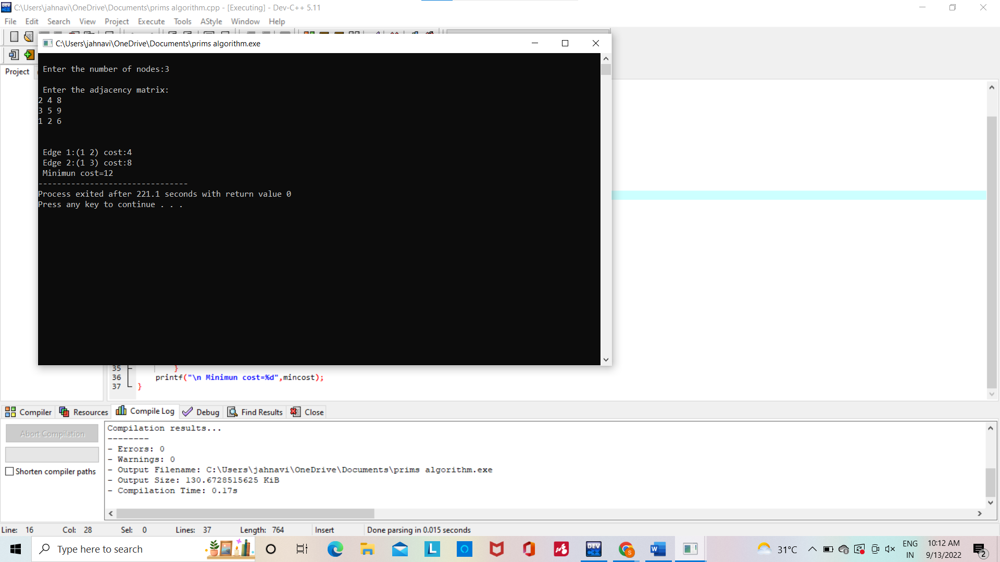 C:\Users\jahnavi\OneDrive\Documents\prims algorithm.cpp - [Executing] - Dev-C++ 5.11
File Edit Search View Project Execute Tools AStyle Window Help
C:\Users\jahnavi\OneDrive\Documents\prims algorithm.exe
Project
Enter the number of nodes:3
Enter the adjacency matrix:
2 4 8
3 5 9
1 2 6
Edge 1:(1 2) cost:4
Edge 2:(1 3) cost:8
Minimun cost=12
--------------------------------
Process exited after 221.1 seconds with return value 0
Press any key to continue . . .
35 }
36 printf("\n Minimun cost=%d",mincost);
37 }
Compiler Resources Compile Log Debug Find Results Close
Abort Compilation
Shorten compiler paths
Compilation results...
--------
- Errors: 0
- Warnings: 0
- Output Filename: C:\Users\jahnavi\OneDrive\Documents\prims algorithm.exe
- Output Size: 130.6728515625 KiB
- Compilation Time: 0.17s
Line: 16 Col: 28 Sel: 0 Lines: 37 Length: 764 Insert Done parsing in 0.015 seconds
Type here to search
L
DEV
S
W
31°C
ENG
IN
10:12 AM
9/13/2022
2